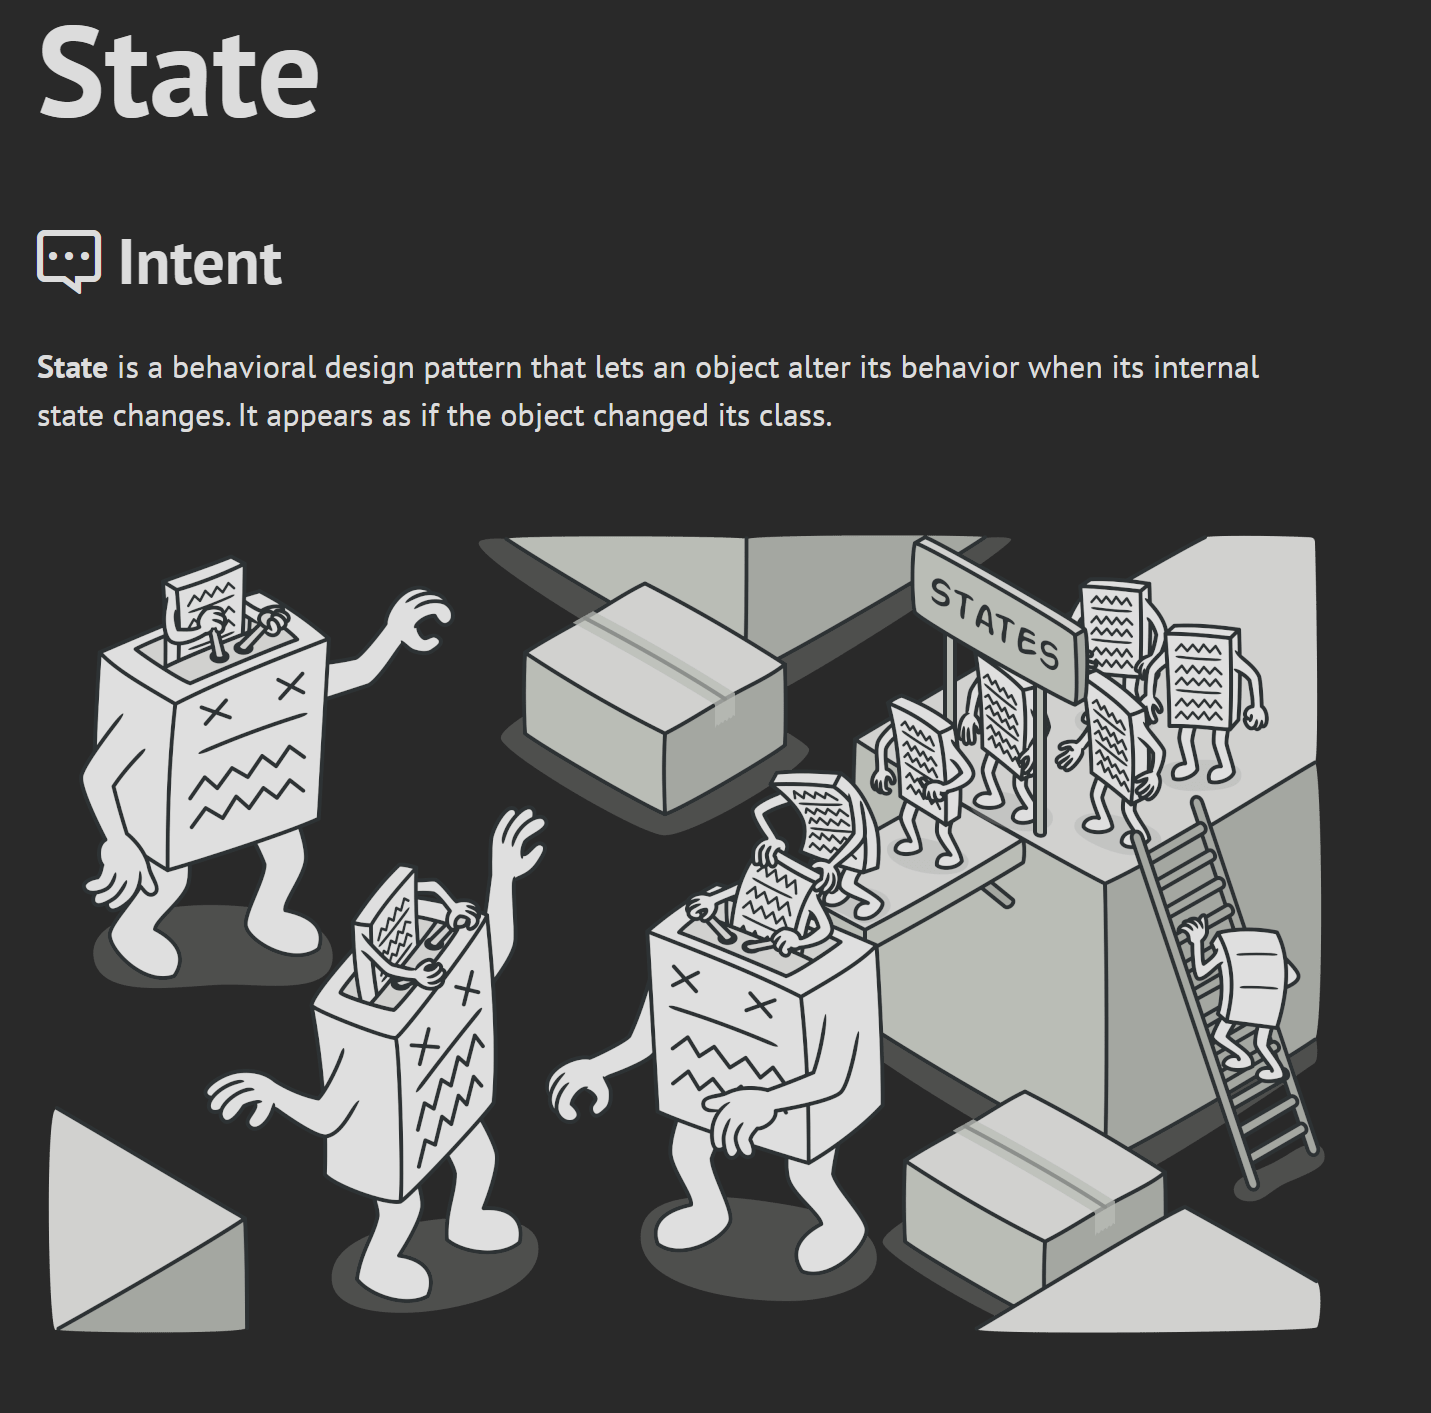 State
Intent
State is a behavioral design pattern that lets an object alter its behavior when its internal
state changes. It appears as if the object changed its class.
STATES